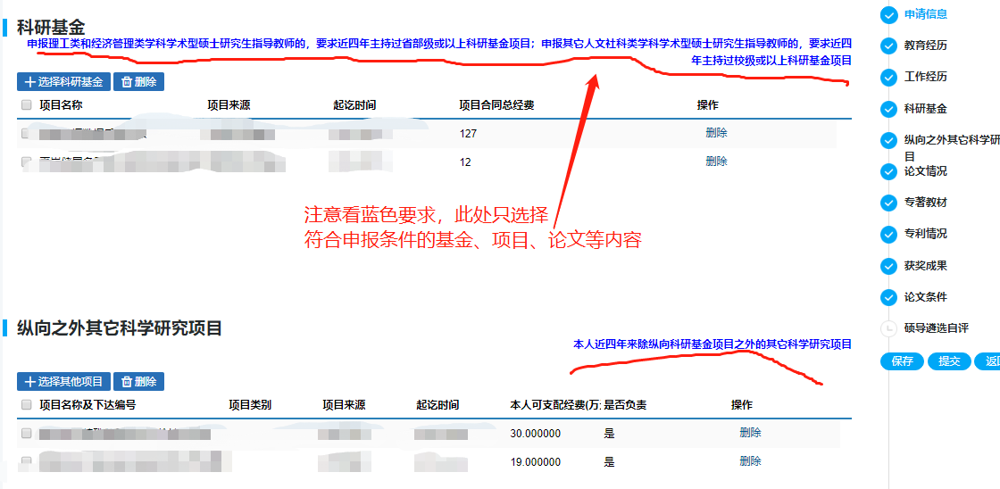 科研基金
申报理工类和经济管理类学科学术型硕士研究生指导教师的，要求近四年主持过省部级或以上科研基金项目；申报其它人文社科类学科学术型硕士研究生指导教师的，要求近四
年主持过校级或以上科研基金项目
选择科研基金 删除
项目名称 项目来源 起讫时间 项目合同总经费 操作
127 删除
12 删除
注意看蓝色要求，此处只选择
符合申报条件的基金、项目、论文等内容
纵向之外其它科学研究项目
本人近四年来除纵向科研基金项目之外的其它科学研究项目
选择其他项目 删除
项目名称及下达编号 项目类别 项目来源 起讫时间 本人可支配经费(万; 是否负责 操作
30.000000 是 删除
19.000000 是 删除
申请信息
教育经历
工作经历
科研基金
纵向之外其它科学研
目
论文情况
专著教材
专利情况
获奖成果
论文条件
硕导遴选自评
保存 提交 返回